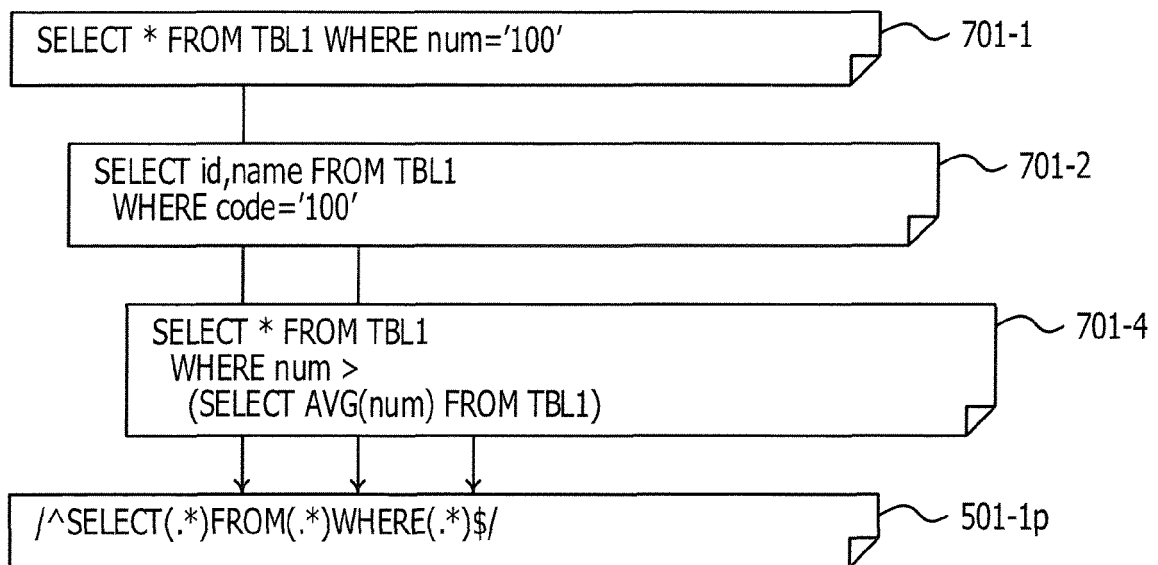 SELECT * FROM TBL1 WHERE num='100'
701-1
SELECT id,name FROM TBL1
WHERE code='100'
701-2
SELECT * FROM TBL1
WHERE num >
(SELECT AVG(num) FROM TBL1)
701-4
/^SELECT(.*)FROM(.*)WHERE(.*)$/
501-1p